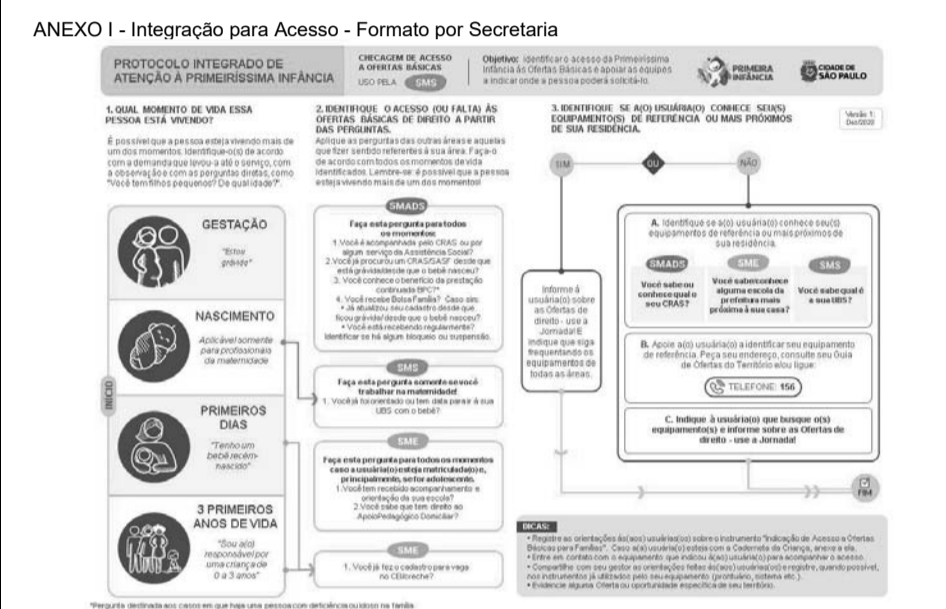 ANEXO I - Integração para Acesso - Formato por Secretaria
PROTOCOLO INTEGRADO DE
ATENÇÃO À PRIMEIRÍSSIMA INFÂNCIA
CHECAGEM DE ACESSO
A OFERTAS BÁSICAS
USO PELA SMS
Objetivo: identificar o acesso da Primeiríssima
Infância ás Ofertas Básicas e apoiar as equipes
a indicar onde a pessoa poderá solicitá-lo.
PRIMEIRA
INFÂNCIA
CIDADE DE
SÃO PAULO
1. QUAL MOMENTO DE VIDA ESSA
PESSOA ESTÁ VIVENDO?
É possível que a pessoa esteja vivendo mais de
um dos momentos. Identifique-o(s) de acordo
com a demanda que levou-a até o serviço, com
a observação e com as perguntas diretas, como
"Você tem filhos pequenos? De qual idade?".
INÍCIO
GESTAÇÃO
"Estou
grávida"
NASCIMENTO
Aplicável somente
para profissionais
da maternidade
PRIMEIROS
DIAS
"Tenho um
bebê recém-
nascido"
3 PRIMEIROS
ANOS DE VIDA
"Sou a(o)
responsável por
uma criança de
0 a 3 anos"
2. IDENTIFIQUE O ACESSO (OU FALTA) ÀS
OFERTAS BÁSICAS DE DIREITO A PARTIR
DAS PERGUNTAS.
Aplique as perguntas das outras áreas e aquelas
que fizer sentido referentes à sua área. Faça-o
de acordo com todos os momentos de vida
identificados. Lembre-se: é possível que a pessoa
esteja vivendo mais de um dos momentos!
SMADS
Faça esta pergunta para todos
os momentos:
1. Você é acompanhada pelo CRAS ou por
algum serviço da Assistência Social?
2. Você já procurou um CRAS/SASF desde que
está grávida/desde que o bebê nasceu?
3. Você conhece o benefício da prestação
continuada BPC?*
4. Você recebe Bolsa Família? Caso sim:
• Já atualizou seu cadastro desde que
ficou grávida/desde que o bebê nasceu?
• Você está recebendo regularmente?
Identificar se há algum bloqueio ou suspensão.
SMS
Faça esta pergunta somente se você
trabalhar na maternidade!
1. Você já foi orientado ou tem data para ir à sua
UBS com o bebê?
SME
Faça esta pergunta para todos os momentos
caso a usuária(o) esteja matriculada(o) e,
principalmente, se for adolescente.
1. Você tem recebido acompanhamento e
orientação da sua escola?
2. Você sabe que tem direito ao
Apoio Pedagógico Domiciliar?
SME
1. Você já fez o cadastro para vaga
no CEI/creche?
3. IDENTIFIQUE SE A(O) USUÁRIA(O) CONHECE SEU(S)
EQUIPAMENTO(S) DE REFERÊNCIA OU MAIS PRÓXIMOS
DE SUA RESIDÊNCIA.
Versão 1:
Dez/2020
SIM
OU
NÃO
Informe à
usuária(o) sobre
as Ofertas de
direito - use a
Jornada! E
indique que siga
frequentando os
equipamentos de
todas as áreas.
A. Identifique se a(o) usuária(o) conhece seu(s)
equipamentos de referência ou mais próximos de
sua residência.
SMADS
Você sabe ou
conhece qual o
seu CRAS?
SME
Você sabe/conhece
alguma escola da
prefeitura mais
próxima à sua casa?
SMS
Você sabe qual é
a sua UBS?
B. Apoie a(o) usuária(o) a identificar seu equipamento
de referência. Peça seu endereço, consulte seu Guia
de Ofertas do Território e/ou ligue:
TELEFONE: 156
C. Indique à usuária(o) que busque o(s)
equipamento(s) e informe sobre as Ofertas de
direito - use a Jornada!
FIM
DICAS:
• Registre as orientações ás(aos) usuárias(os) sobre o instrumento "Indicação de Acesso a Ofertas
Básicas para Famílias". Caso a(o) usuária(o) esteja com a Caderneta da Criança, anexe a ela.
• Entre em contato com o equipamento que indicou à(ao) usuária(o) para acompanhar o acesso.
• Compartilhe com seu gestor as orientações feitas às(aos) usuárias(os) e registre, quando possível,
nos instrumentos já utilizados pelo seu equipamento (prontuário, sistema etc.).
• Evidencie alguma Oferta ou oportunidade específica de seu território.
*Pergunta destinada aos casos em que haja uma pessoa com deficiência ou idoso na família.